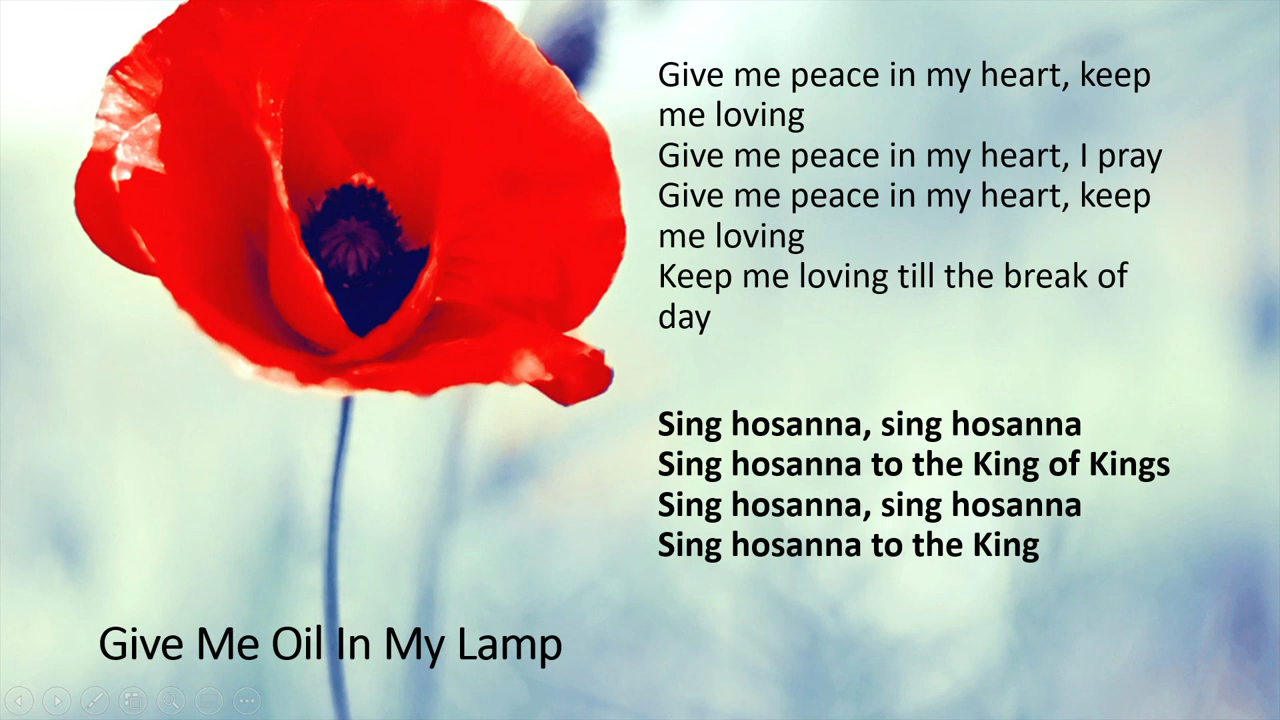 Give me peace in my heart, keep
me loving
Give me peace in my heart, I pray
Give me peace in my heart, keep
me loving
Keep me loving till the break of
day
Sing hosanna, sing hosanna
Sing hosanna to the King of Kings
Sing hosanna, sing hosanna
Sing hosanna to the King
Give Me Oil In My Lamp